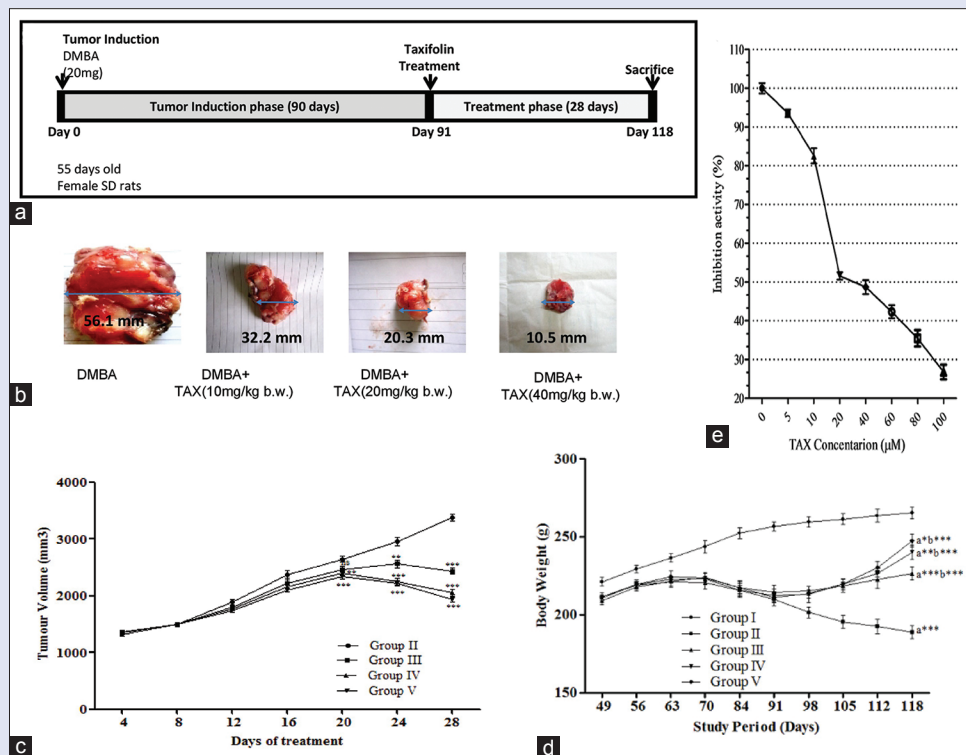 Tumor Induction
DMBA
(20mg)
Taxifolin
Treatment
Sacrifice
Tumor Induction phase (90 days)
Treatment phase (28 days)
Day 0
Day 91
Day 118
55 days old
Female SD rats
a
56.1 mm
32.2 mm
20.3 mm
10.5 mm
DMBA
DMBA+
TAX(10mg/kg b.w.)
DMBA+
TAX(20mg/kg b.w.)
DMBA+
TAX(40mg/kg b.w.)
b
110
100
90
80
70
60
50
40
30
20
Inhibition activity (%)
0
5
10
20
40
60
80
100
TAX Concentarion (µM)
e
4000
3000
2000
1000
0
Tumour Volume (mm3)
**
***
***
***
***
***
***
***
Group II
Group III
Group IV
Group V
4
8
12
16
20
24
28
Days of treatment
c
300
250
200
150
Body Weight (g)
a*b***
a**b***
a***b***
a***
Group I
Group II
Group III
Group IV
Group V
49
56
63
70
84
91
98
105
112
118
Study Period (Days)
d